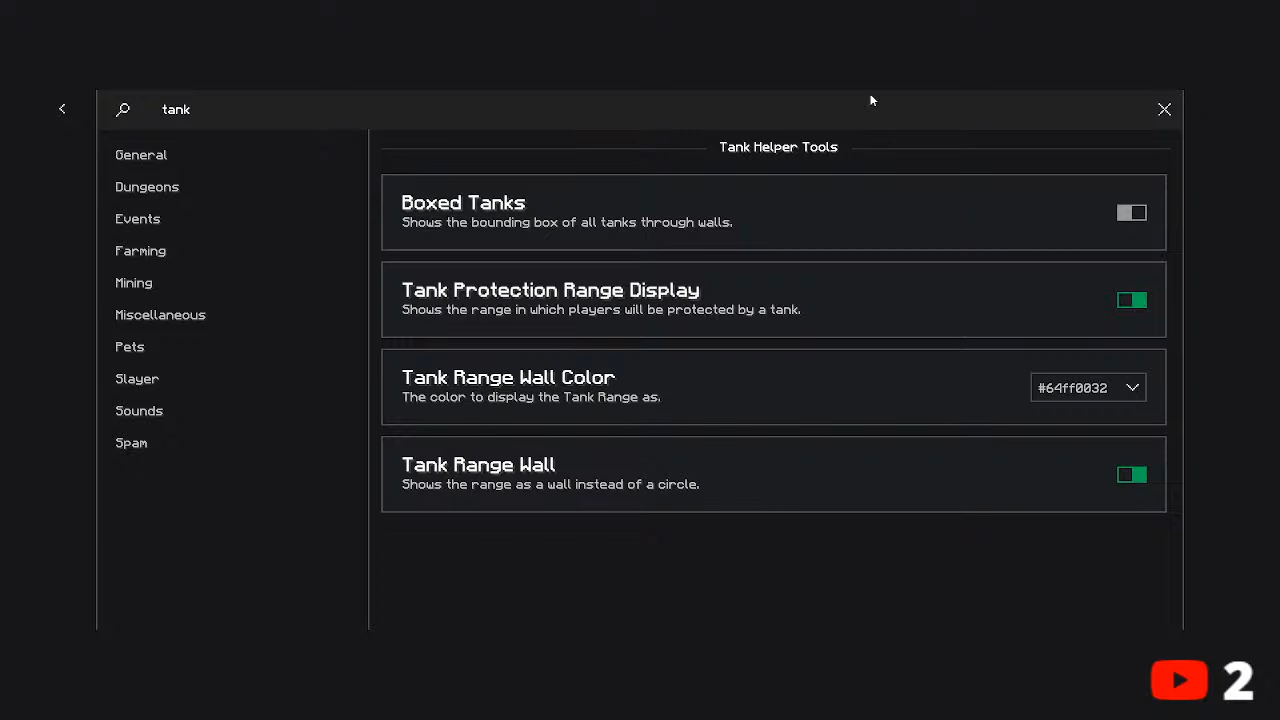 tank
General
Dungeons
Events
Farming
Mining
Miscellaneous
Pets
Slayer
Sounds
Spam
Tank Helper Tools
Boxed Tanks
Shows the bounding box of all tanks through walls.
Tank Protection Range Display
Shows the range in which players will be protected by a tank.
Tank Range Wall Color
The color to display the Tank Range as.
#64ff0032
Tank Range Wall
Shows the range as a wall instead of a circle.
2